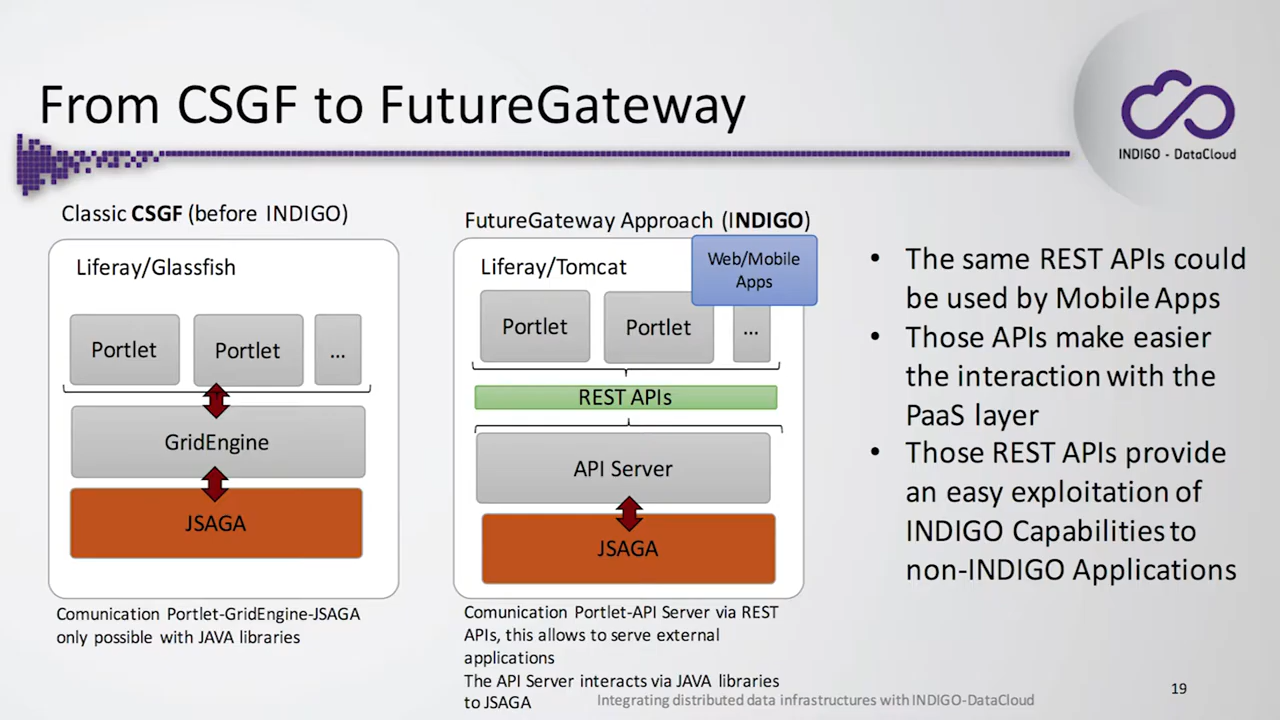 From CSGF to FutureGateway
INDIGO - DataCloud
Classic CSGF (before INDIGO)
Liferay/Glassfish
Portlet
Portlet
...
GridEngine
JSAGA
Comunication Portlet-GridEngine-JSAGA
only possible with JAVA libraries
FutureGateway Approach (INDIGO)
Liferay/Tomcat
Web/Mobile
Apps
Portlet
Portlet
...
REST APIs
API Server
JSAGA
Comunication Portlet-API Server via REST
APIs, this allows to serve external
applications
The API Server interacts via JAVA libraries
to JSAGA
• The same REST APIs could
be used by Mobile Apps
• Those APIs make easier
the interaction with the
PaaS layer
• Those REST APIs provide
an easy exploitation of
INDIGO Capabilities to
non-INDIGO Applications
Integrating distributed data infrastructures with INDIGO-DataCloud
19